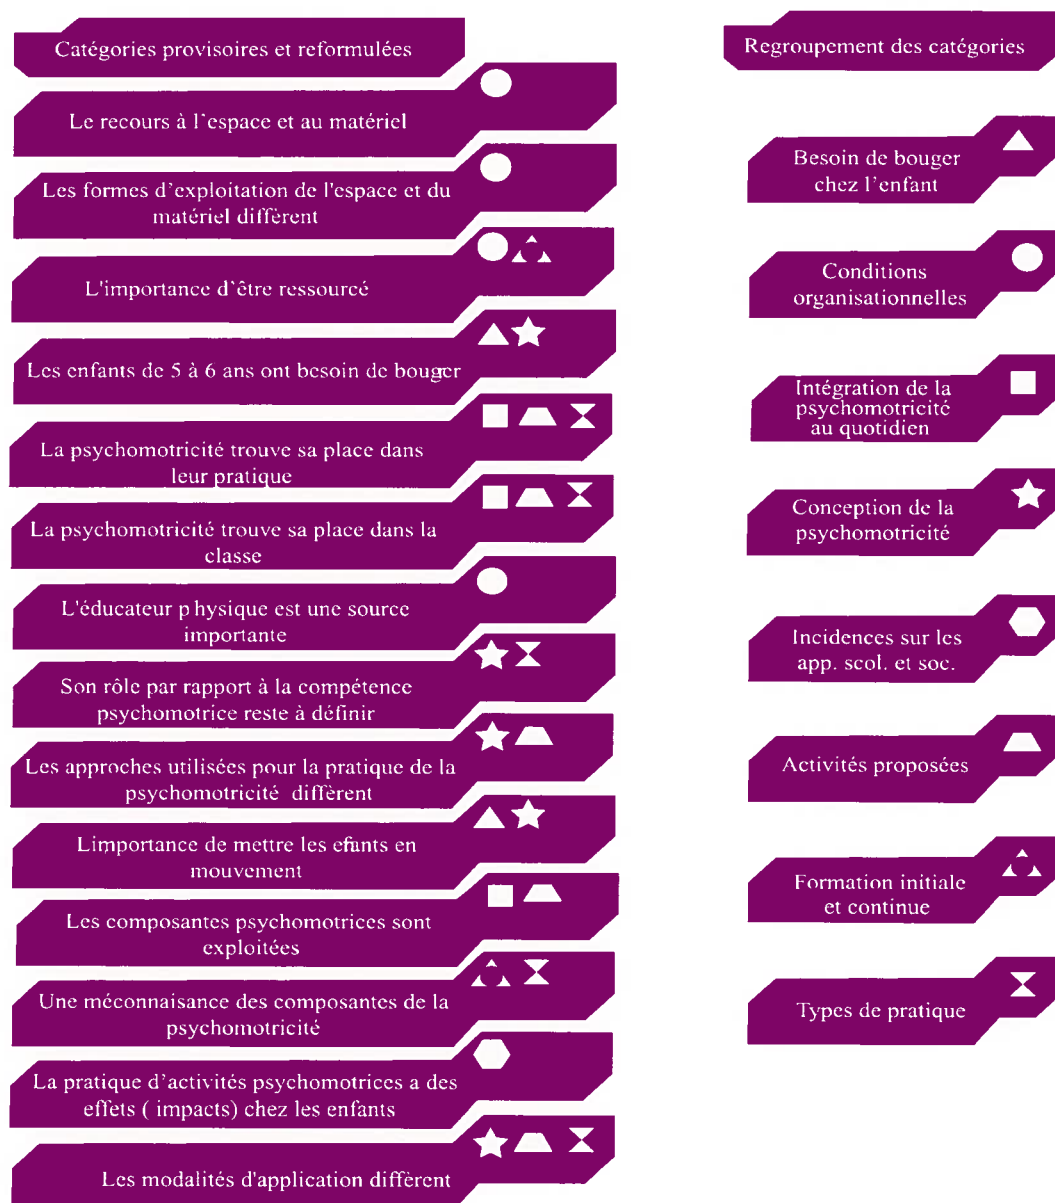 Catégories provisoires et reformulées
Le recours à l'espace et au matériel
Les formes d'exploitation de l'espace et du
matériel diffèrent
L'importance d'être ressourcé
Les enfants de 5 à 6 ans ont besoin de bouger
La psychomotricité trouve sa place dans
leur pratique
La psychomotricité trouve sa place dans la
classe
L'éducateur physique est une source
importante
Son rôle par rapport à la compétence
psychomotrice reste à définir
Les approches utilisées pour la pratique de la
psychomotricité diffèrent
Limportance de mettre les efants en
mouvement
Les composantes psychomotrices sont
exploitées
Une méconnaisance des composantes de la
psychomotricité
La pratique d'activités psychomotrices a des
effets ( impacts) chez les enfants
Les modalités d'application diffèrent
Regroupement des catégories
Besoin de bouger
chez l'enfant
Conditions
organisationnelles
Intégration de la
psychomotricité
au quotidien
Conception de la
psychomotricité
Incidences sur les
app. scol. et soc.
Activités proposées
Formation initiale
et continue
Types de pratique